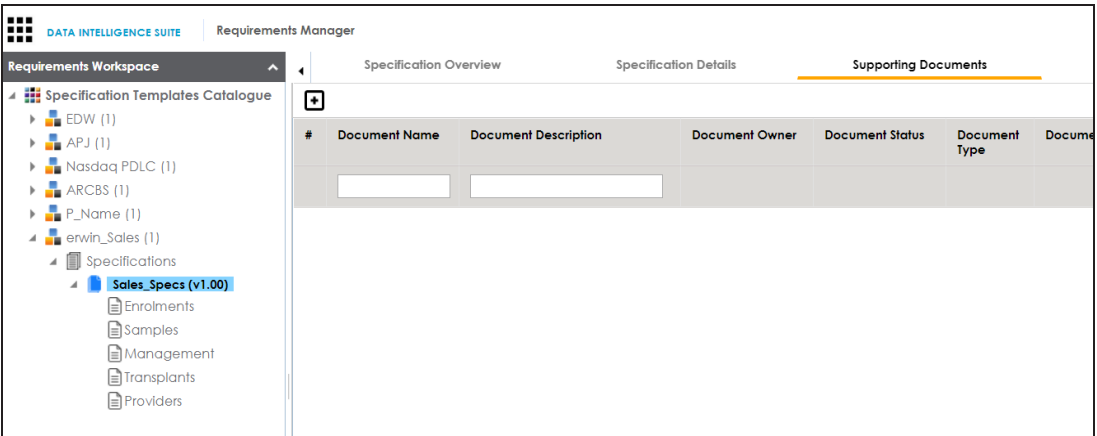 DATA INTELLIGENCE SUITE
Requirements Manager
Requirements Workspace
Specification Overview
Specification Details
Supporting Documents
Specification Templates Catalogue
EDW (1)
APJ (1)
Nasdaq PDLC (1)
ARCBS (1)
P_Name (1)
erwin_Sales (1)
Specifications
Sales_Specs (v1.00)
Enrolments
Samples
Management
Transplants
Providers
# Document Name Document Description Document Owner Document Status Document Docume
Type